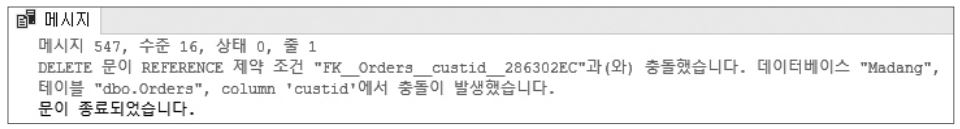 메시지
메시지 547, 수준 16, 상태 0, 줄 1
DELETE 문이 REFERENCE 제약 조건 "FK__Orders__custid__286302EC"과(와) 충돌했습니다. 데이터베이스 "Madang",
테이블 "dbo.Orders", column 'custid'에서 충돌이 발생했습니다.
문이 종료되었습니다.